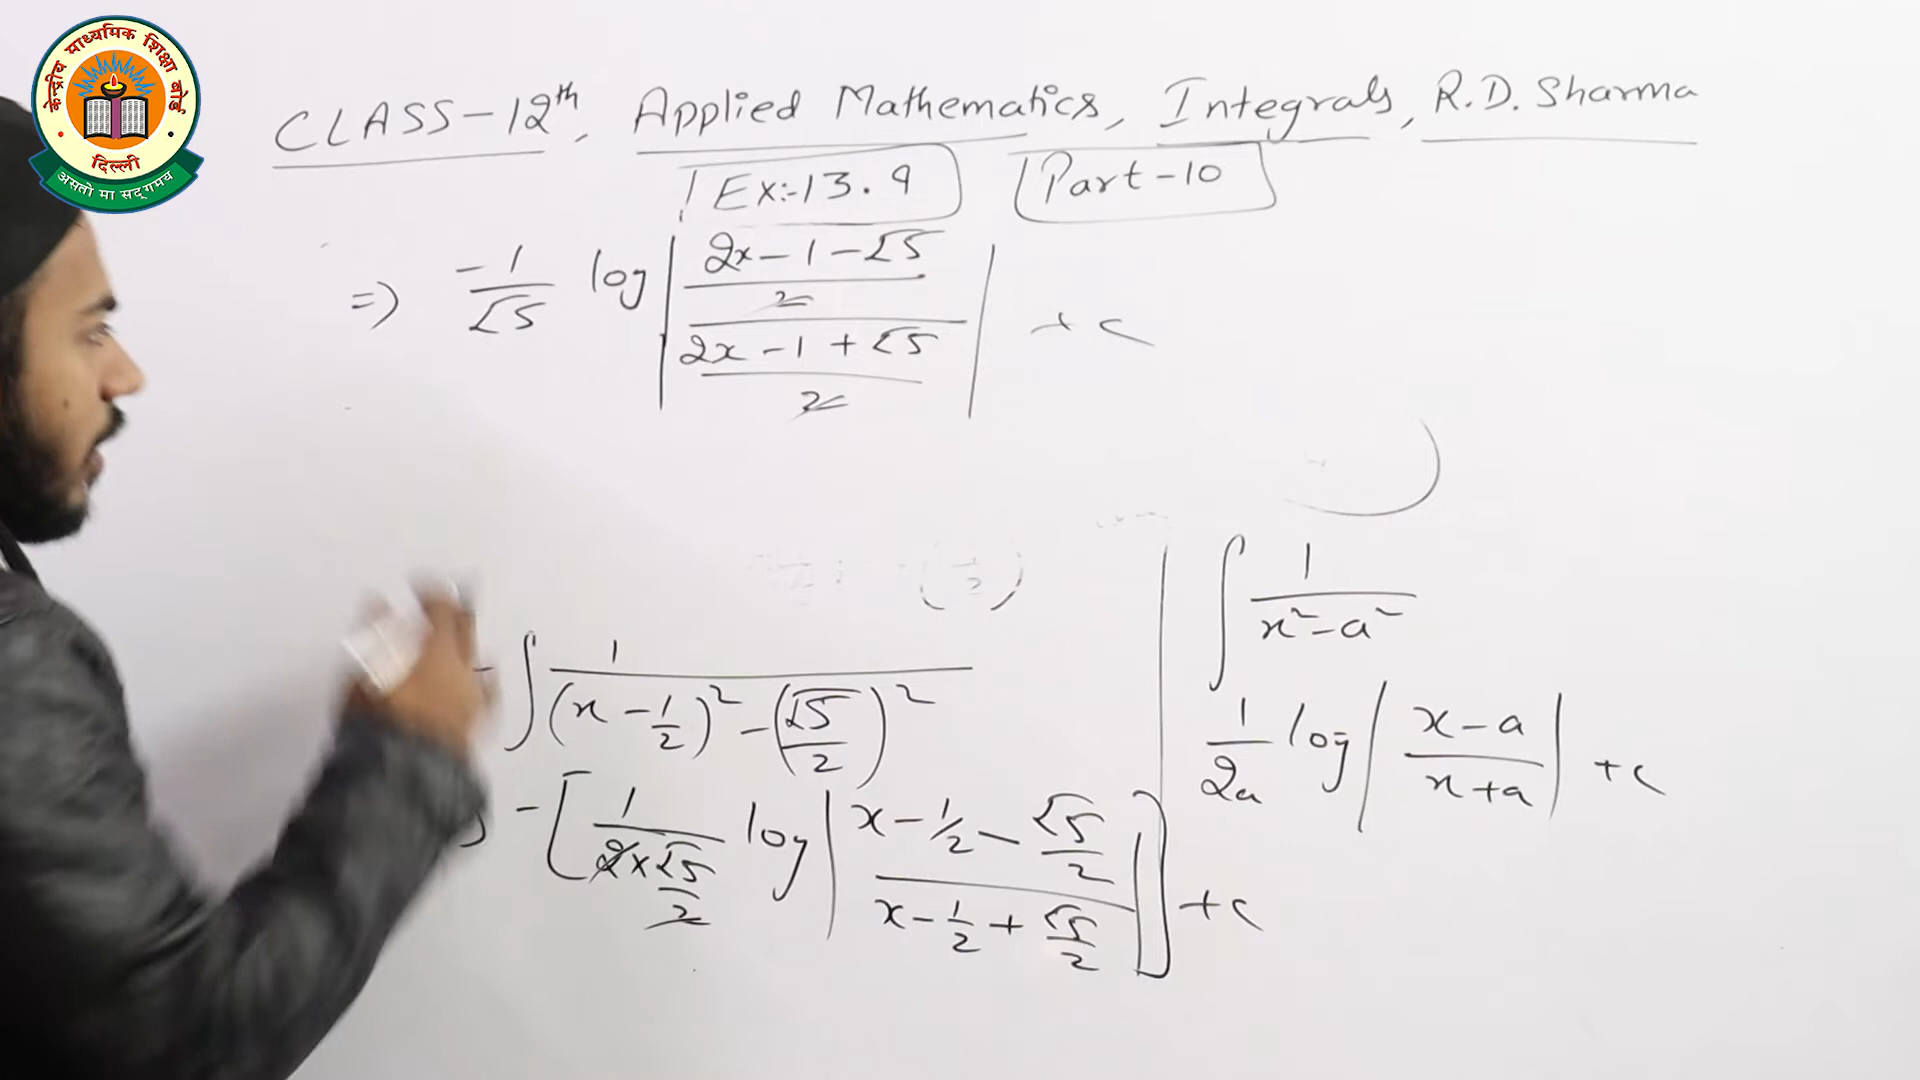 केन्द्रीय माध्यमिक शिक्षा बोर्ड
दिल्ली
असतो मा सद्गमय
CLASS-12th, Applied Mathematics, Integrals, R.D. Sharma
Ex:-13.9 Part-10
=> -1/√5 log |((2x-1-√5)/2)/((2x-1+√5)/2)| + c
- ∫ 1/((x-1/2)² - (√5/2)²)
-[1/(2×√5/2) log |(x-1/2-√5/2)/(x-1/2+√5/2)|] + c
∫ 1/(x²-a²)
1/2a log |(x-a)/(x+a)| + c